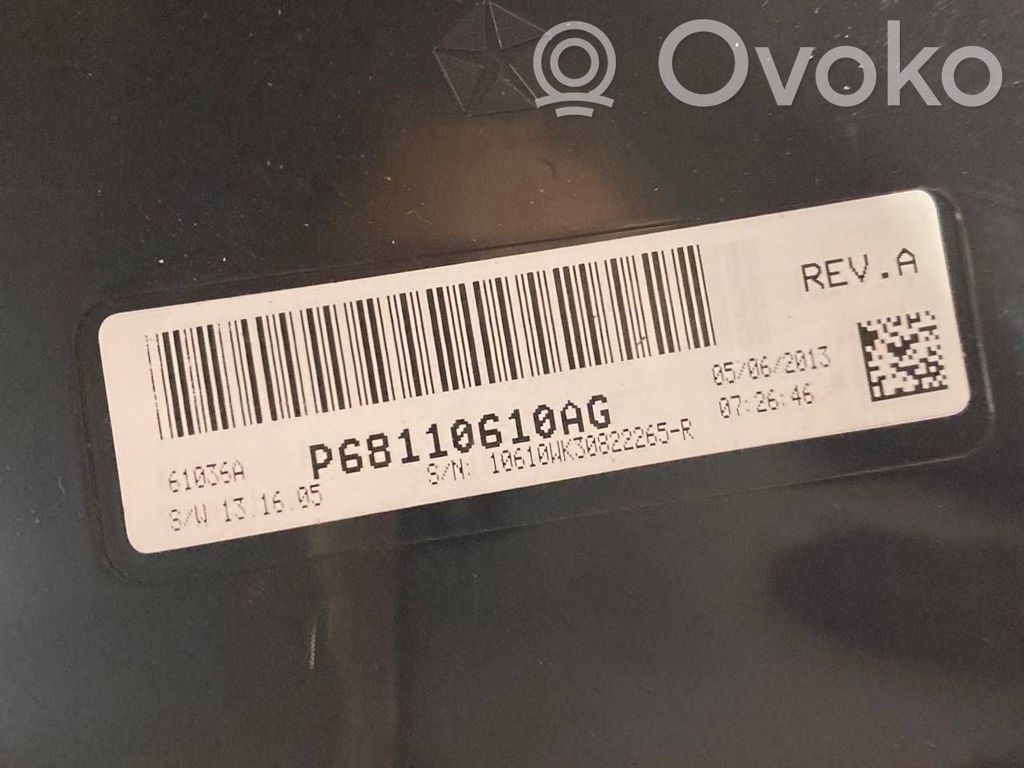 Ovoko
REV.A
05/06/2013
07:26:46
P68110610AG
61036A
S/N: 10610WK30822265-R
S/W 13.16.05